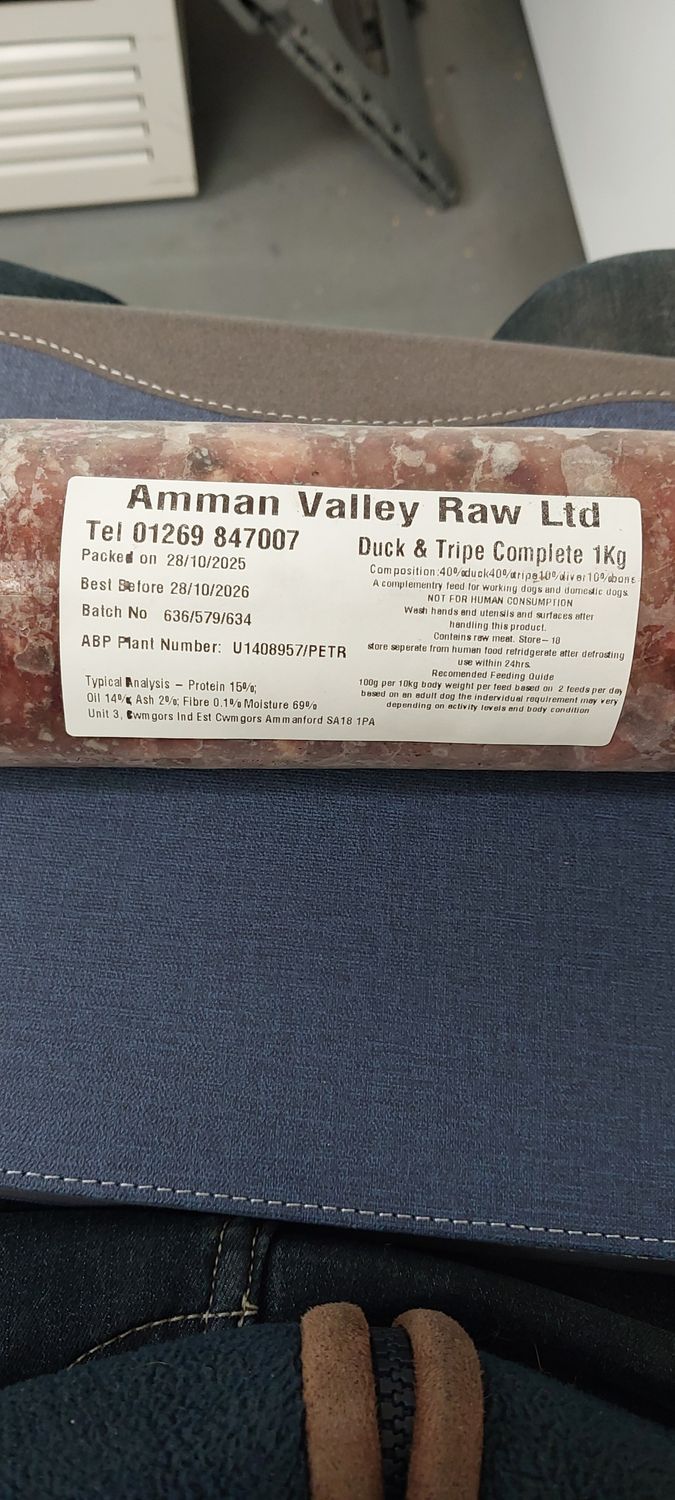 Amman Valley Raw Ltd
Tel 01269 847007
Packed on 28/10/2025
Best Before 28/10/2026
Batch No 636/579/634
ABP Plant Number: U1408957/PETR
Typical Analysis – Protein 15%;
Oil 14% Ash 2%; Fibre 0.1% Moisture 69%
Unit 3, Cwmgors Ind Est Cwmgors Ammanford SA18 1PA
Duck & Tripe Complete 1Kg
Composition:40%duck40%tripe10%liver10%bone
A complementry feed for working dogs and domestic dogs.
NOT FOR HUMAN CONSUMPTION
Wash hands and utensils and surfaces after
handling this product.
Contains raw meat. Store-18
store seperate from human food refridgerate after defrosting
use within 24hrs.
Recomended Feeding Guide
100g per 10kg body weight per feed based on 2 feeds per day
based on an adult dog the indervidual requirement may very
depending on activity levels and body condition